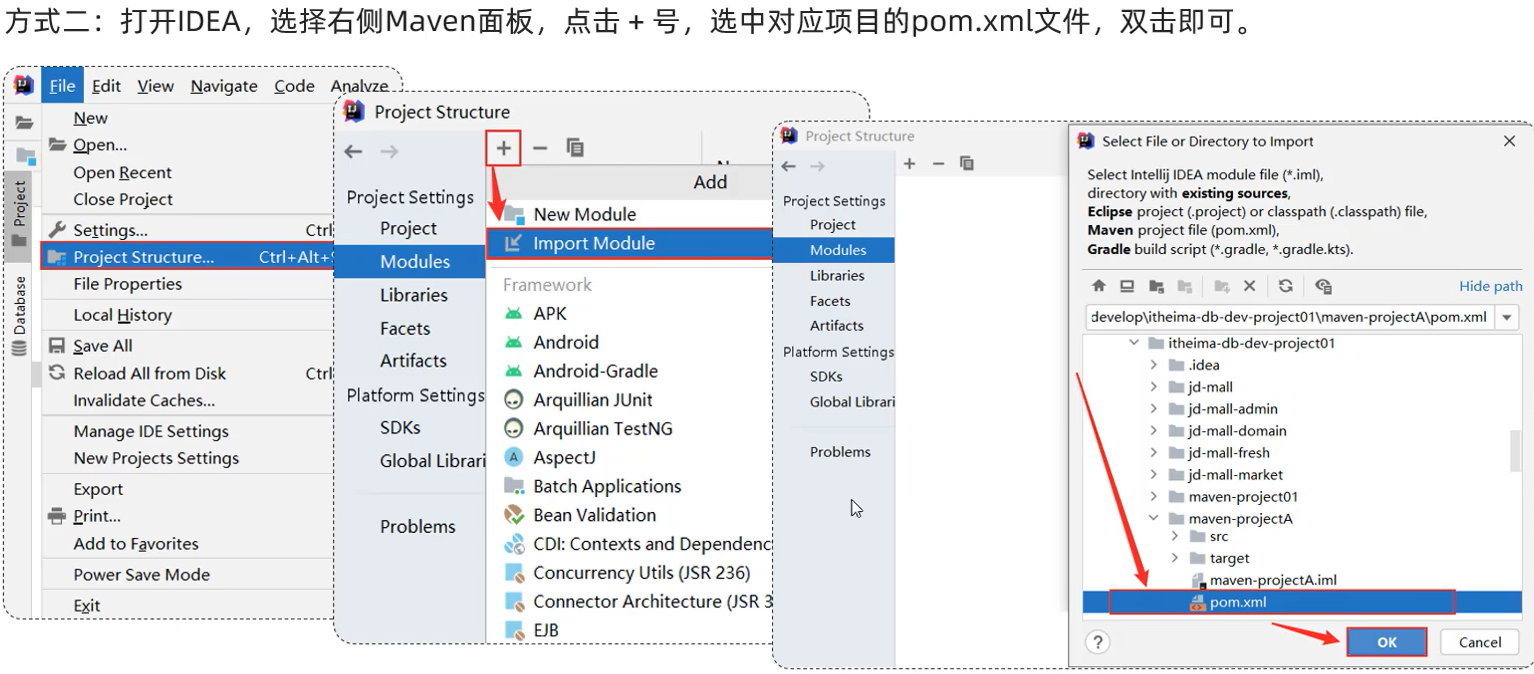 方式二：打开IDEA，选择右侧Maven面板，点击 + 号，选中对应项目的pom.xml文件，双击即可。
File Edit View Navigate Code Analyze
New
Open...
Open Recent
Close Project
Settings... Ctrl
Project Structure... Ctrl+Alt+S
File Properties
Local History
Save All
Reload All from Disk Ctrl
Invalidate Caches...
Manage IDE Settings
New Projects Settings
Export
Print...
Add to Favorites
Power Save Mode
Exit
Project
Database
Project Structure
Project Settings
Project
Modules
Libraries
Facets
Artifacts
Platform Settings
SDKs
Global Librari
Problems
Add
New Module
Import Module
Framework
APK
Android
Android-Gradle
Arquillian JUnit
Arquillian TestNG
AspectJ
Batch Applications
Bean Validation
CDI: Contexts and Dependenc
Concurrency Utils (JSR 236)
Connector Architecture (JSR 3
EJB
Project Structure
Project Settings
Project
Modules
Libraries
Facets
Artifacts
Platform Settings
SDKs
Global Librari
Problems
Select File or Directory to Import
Select Intellij IDEA module file (*.iml),
directory with existing sources,
Eclipse project (.project) or classpath (.classpath) file,
Maven project file (pom.xml),
Gradle build script (*.gradle, *.gradle.kts).
Hide path
develop\itheima-db-dev-project01\maven-projectA\pom.xml
itheima-db-dev-project01
.idea
jd-mall
jd-mall-admin
jd-mall-domain
jd-mall-fresh
jd-mall-market
maven-project01
maven-projectA
src
target
maven-projectA.iml
pom.xml
? OK Cancel